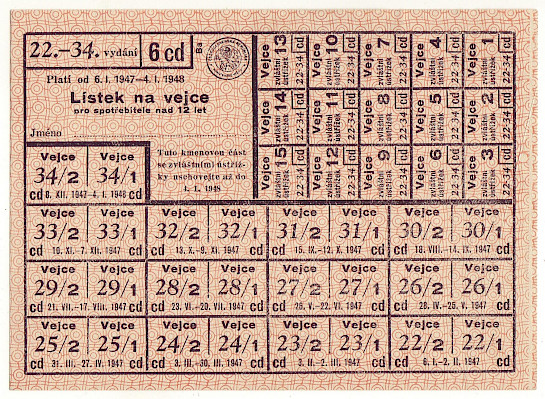 22.–34. vydání
6 cd
Ba
Platí od 6. I. 1947–4. I. 1948
Lístek na vejce
pro spotřebitele nad 12 let
Jméno
Tuto kmenovou část
se zvláštními ústřiž-
ky uschovejte až do
4. I. 1948
Vejce 13 zvláštní ústřižek 22-34 cd
Vejce 10 zvláštní ústřižek 22-34 cd
Vejce 7 zvláštní ústřižek 22-34 cd
Vejce 4 zvláštní ústřižek 22-34 cd
Vejce 1 zvláštní ústřižek 22-34 cd
Vejce 14 zvláštní ústřižek 22-34 cd
Vejce 11 zvláštní ústřižek 22-34 cd
Vejce 8 zvláštní ústřižek 22-34 cd
Vejce 5 zvláštní ústřižek 22-34 cd
Vejce 2 zvláštní ústřižek 22-34 cd
Vejce 15 zvláštní ústřižek 22-34 cd
Vejce 12 zvláštní ústřižek 22-34 cd
Vejce 9 zvláštní ústřižek 22-34 cd
Vejce 6 zvláštní ústřižek 22-34 cd
Vejce 3 zvláštní ústřižek 22-34 cd
Vejce Vejce
34/2 34/1
cd 8. XII. 1947–4. I. 1948 cd
Vejce Vejce Vejce Vejce Vejce Vejce Vejce Vejce
33/2 33/1 32/2 32/1 31/2 31/1 30/2 30/1
cd 10. XI.-7. XII. 1947 cd 13. X.-9. XI. 1947 cd 15. IX.-12. X. 1947 cd 18. VIII.-14. IX. 1947 cd
Vejce Vejce Vejce Vejce Vejce Vejce Vejce Vejce
29/2 29/1 28/2 28/1 27/2 27/1 26/2 26/1
cd 21. VII.-17. VIII. 1947 cd 23. VI.-20. VII. 1947 cd 26. V.-22. VI. 1947 cd 28. IV.-25. V. 1947 cd
Vejce Vejce Vejce Vejce Vejce Vejce Vejce Vejce
25/2 25/1 24/2 24/1 23/2 23/1 22/2 22/1
cd 31. III.-27. IV. 1947 cd 3. III.-30. III. 1947 cd 3. II.-2. III. 1947 cd 6. I.-2. II. 1947 cd